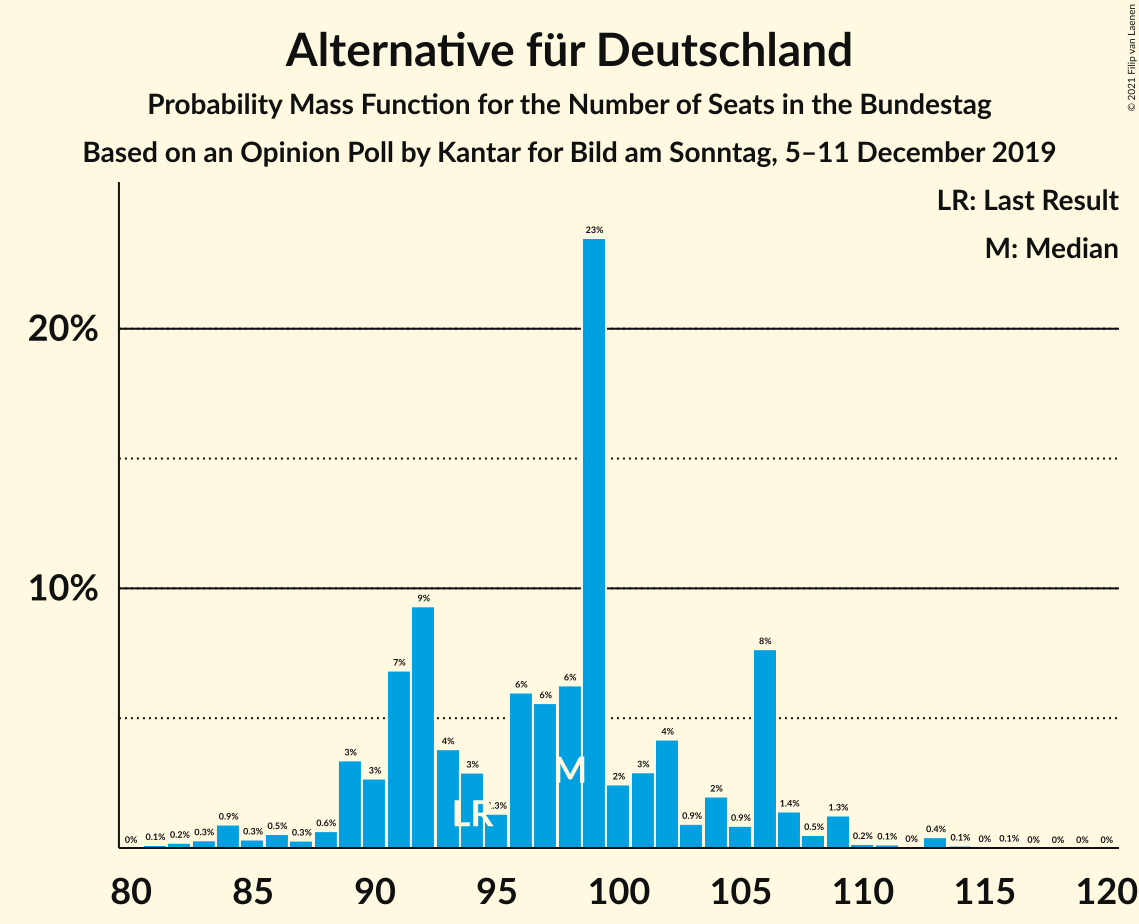 Alternative für Deutschland
Probability Mass Function for the Number of Seats in the Bundestag
Based on an Opinion Poll by Kantar for Bild am Sonntag, 5–11 December 2019
© 2021 Filip van Laenen
LR: Last Result
M: Median
20%
10%
0% 0.1% 0.2% 0.3% 0.9% 0.3% 0.5% 0.3% 0.6% 3% 3% 7% 9% 4% 3% 1.3% 6% 6% 6% 23% 2% 3% 4% 0.9% 2% 0.9% 8% 1.4% 0.5% 1.3% 0.2% 0.1% 0% 0.4% 0.1% 0% 0.1% 0% 0% 0% 0%
LR M
80 85 90 95 100 105 110 115 120